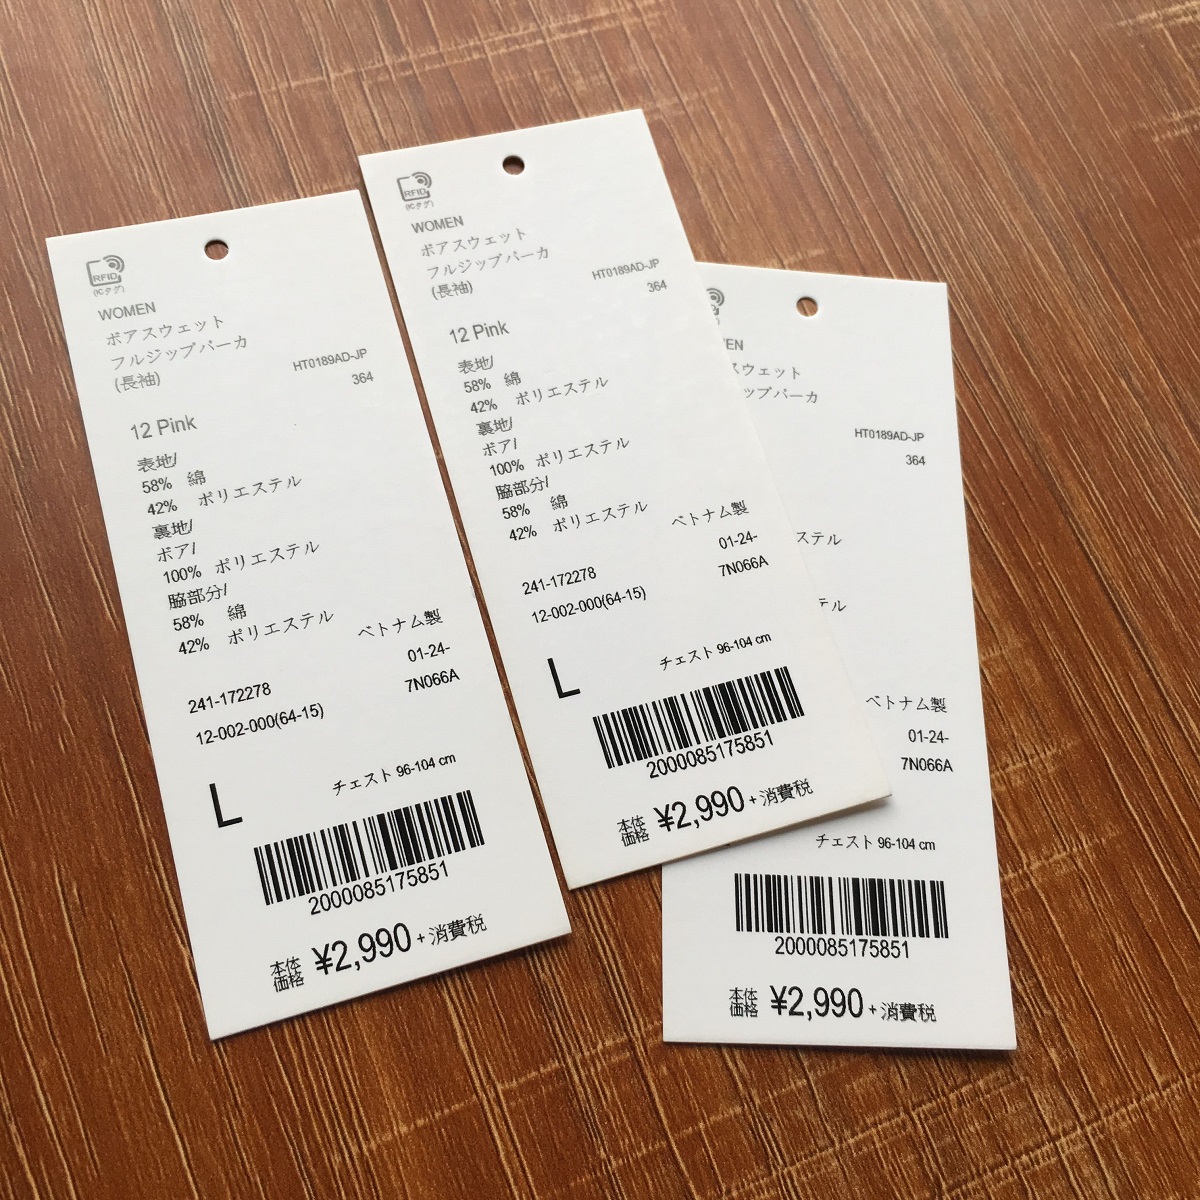 RFID
(ICタグ)
WOMEN
ボアスウェット
フルジップパーカ
(長袖)
HT0189AD-JP
364
12 Pink
表地/
58% 綿
42% ポリエステル
裏地/
ボア/
100% ポリエステル
脇部分/
58% 綿
42% ポリエステル
ベトナム製
01-24-
7N066A
241-172278
12-002-000(64-15)
L
チェスト 96-104 cm
2000085175851
本体
価格 ¥2,990 + 消費税
RFID
(ICタグ)
WOMEN
ボアスウェット
フルジップパーカ
(長袖)
HT0189AD-JP
364
12 Pink
表地/
58% 綿
42% ポリエステル
裏地/
ボア/
100% ポリエステル
脇部分/
58% 綿
42% ポリエステル
ベトナム製
01-24-
7N066A
241-172278
12-002-000(64-15)
L
チェスト 96-104 cm
2000085175851
本体
価格 ¥2,990 + 消費税
EN
スウェット
ップパーカ
HT0189AD-JP
364
ステル
テル
ベトナム製
01-24-
7N066A
チェスト 96-104 cm
2000085175851
本体
価格 ¥2,990 + 消費税